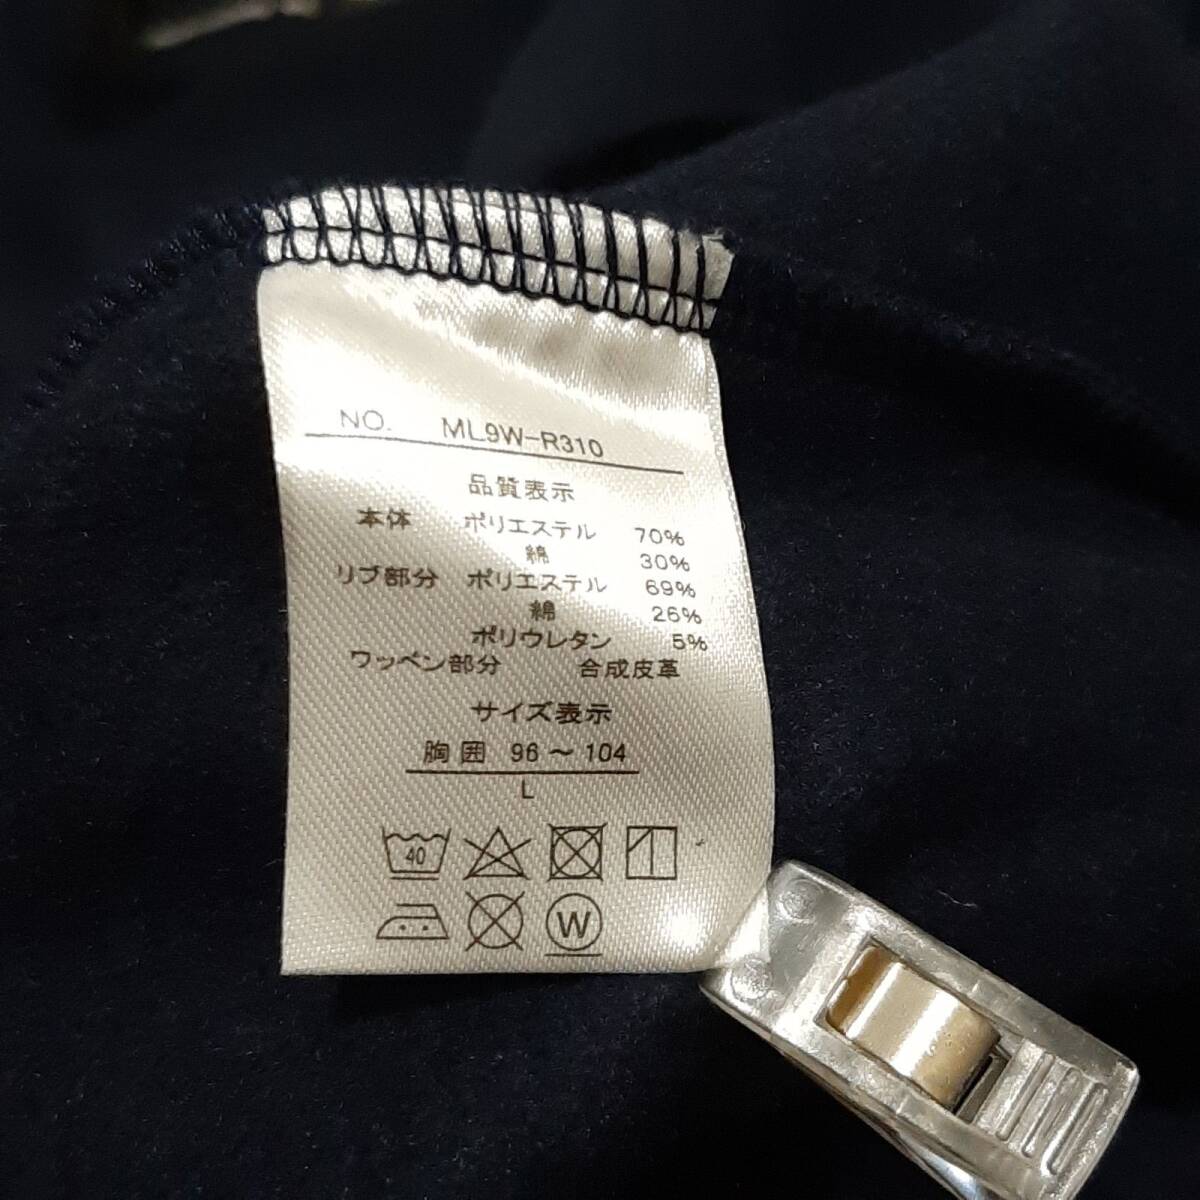 NO. ML9W-R310
品質表示
本体 ポリエステル 70%
綿 30%
リブ部分 ポリエステル 69%
綿 26%
ポリウレタン 5%
ワッペン部分 合成皮革
サイズ表示
胸囲 96～104
L
40
W